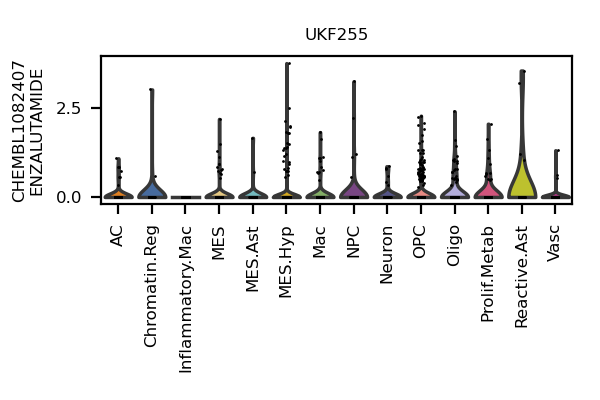 UKF255
CHEMBL1082407
ENZALUTAMIDE
2.5
0.0
AC
Chromatin.Reg
Inflammatory.Mac
MES
MES.Ast
MES.Hyp
Mac
NPC
Neuron
OPC
Oligo
Prolif.Metab
Reactive.Ast
Vasc